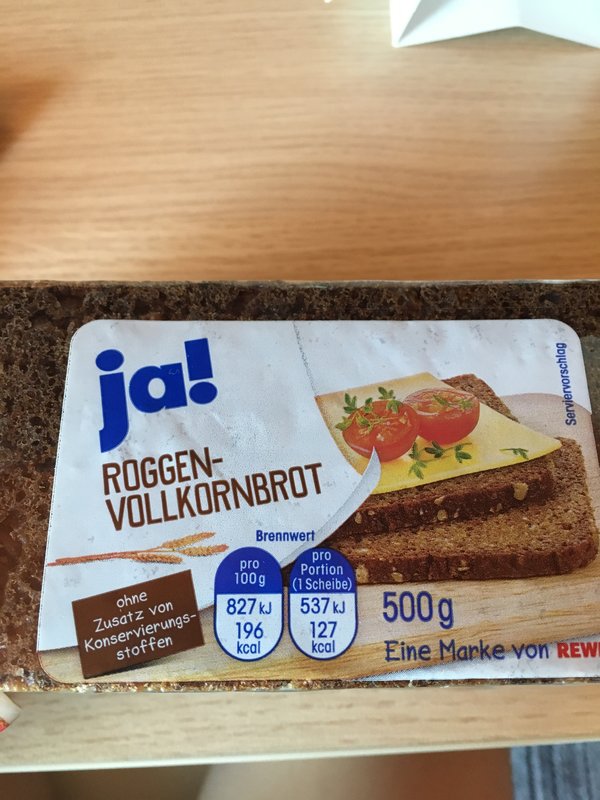 ja!
ROGGEN-
VOLLKORNBROT
Serviervorschlag
Brennwert
pro
100g
827 kJ
196
kcal
pro
Portion
(1 Scheibe)
537 kJ
127
kcal
ohne
Zusatz von
Konservierungs-
stoffen
500g
Eine Marke von REWE